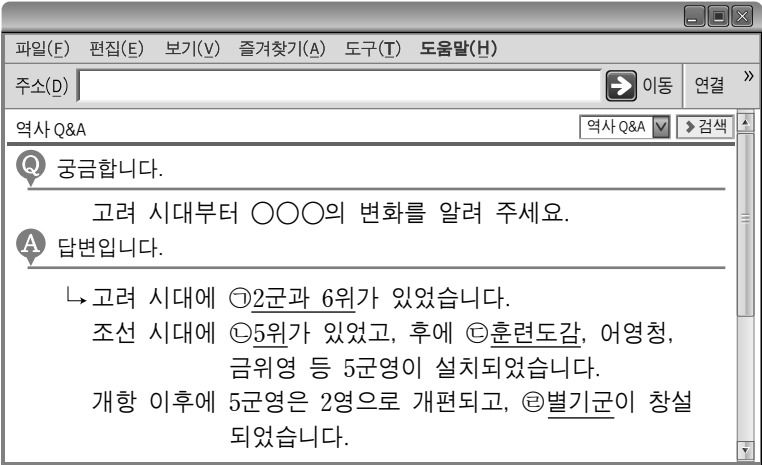 파일(F) 편집(E) 보기(V) 즐겨찾기(A) 도구(T) 도움말(H)
주소(D) 이동 연결 »
역사 Q&A 역사 Q&A 검색
Q 궁금합니다.
고려 시대부터 ○○○의 변화를 알려 주세요.
A 답변입니다.
↳고려 시대에 ㉠2군과 6위가 있었습니다.
조선 시대에 ㉡5위가 있었고, 후에 ㉢훈련도감, 어영청,
금위영 등 5군영이 설치되었습니다.
개항 이후에 5군영은 2영으로 개편되고, ㉣별기군이 창설
되었습니다.